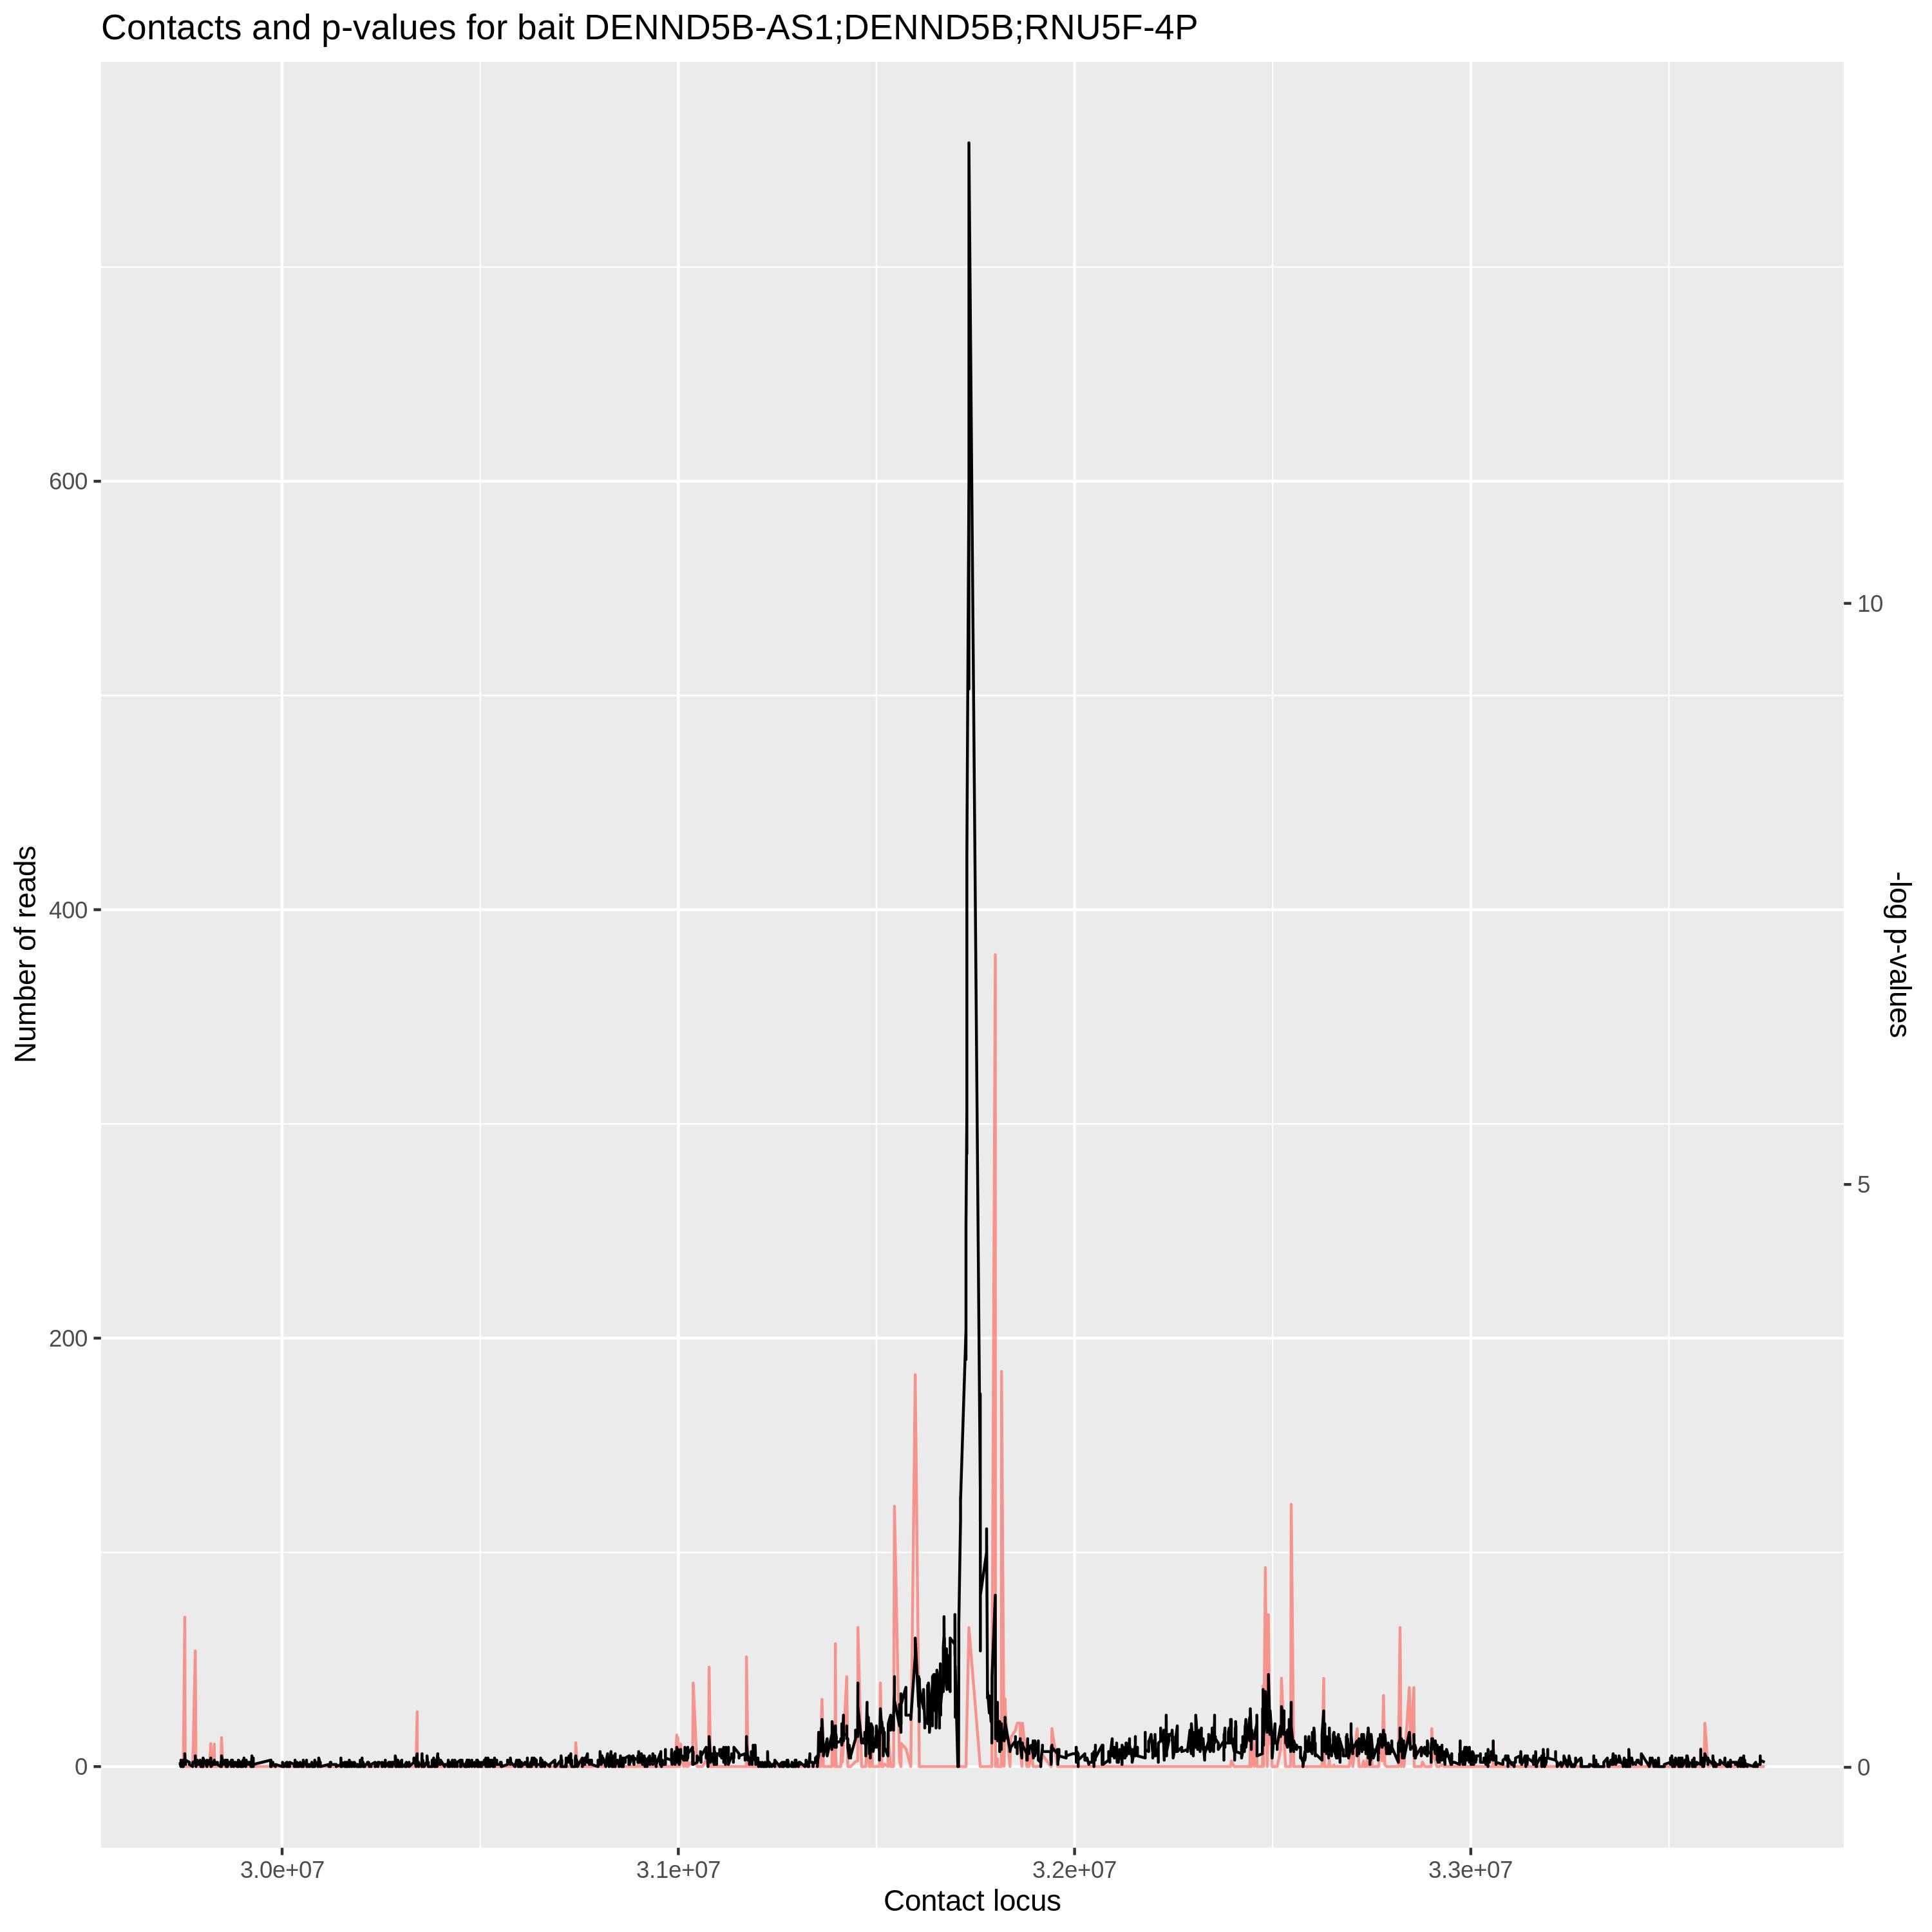 Contacts and p-values for bait DENND5B-AS1;DENND5B;RNU5F-4P
600
400
200
0
Number of reads
10
5
0
-log p-values
3.0e+07
3.1e+07
3.2e+07
3.3e+07
Contact locus